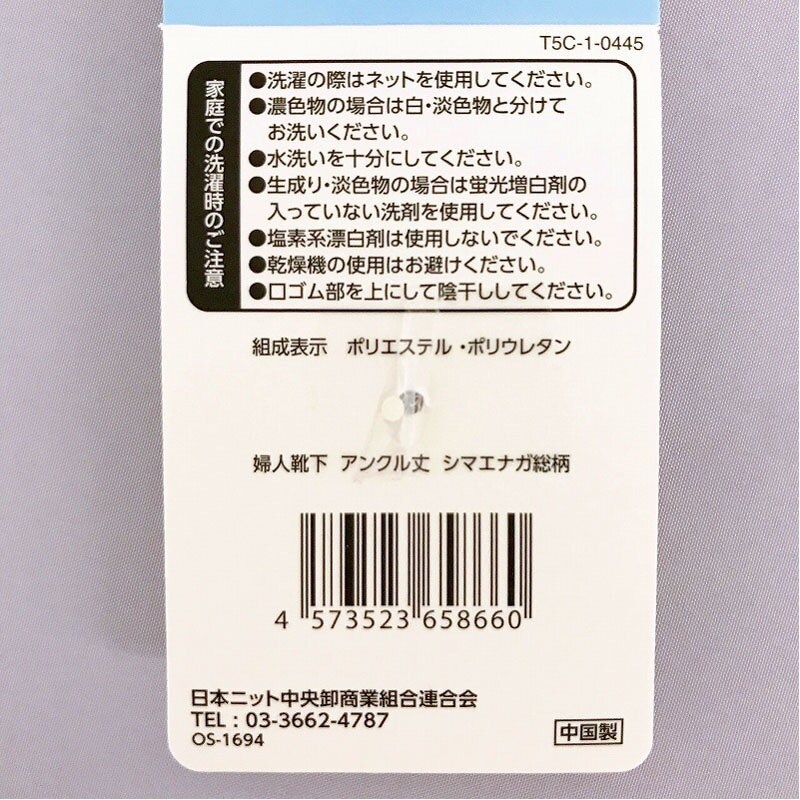 T5C-1-0445
家庭での洗濯時のご注意
●洗濯の際はネットを使用してください。
●濃色物の場合は白・淡色物と分けて
お洗いください。
●水洗いを十分にしてください。
●生成り・淡色物の場合は蛍光増白剤の
入っていない洗剤を使用してください。
●塩素系漂白剤は使用しないでください。
●乾燥機の使用はお避けください。
●口ゴム部を上にして陰干ししてください。
組成表示 ポリエステル・ポリウレタン
婦人靴下 アンクル丈 シマエナガ総柄
4 573523 658660
日本ニット中央卸商業組合連合会
TEL : 03-3662-4787
OS-1694
中国製